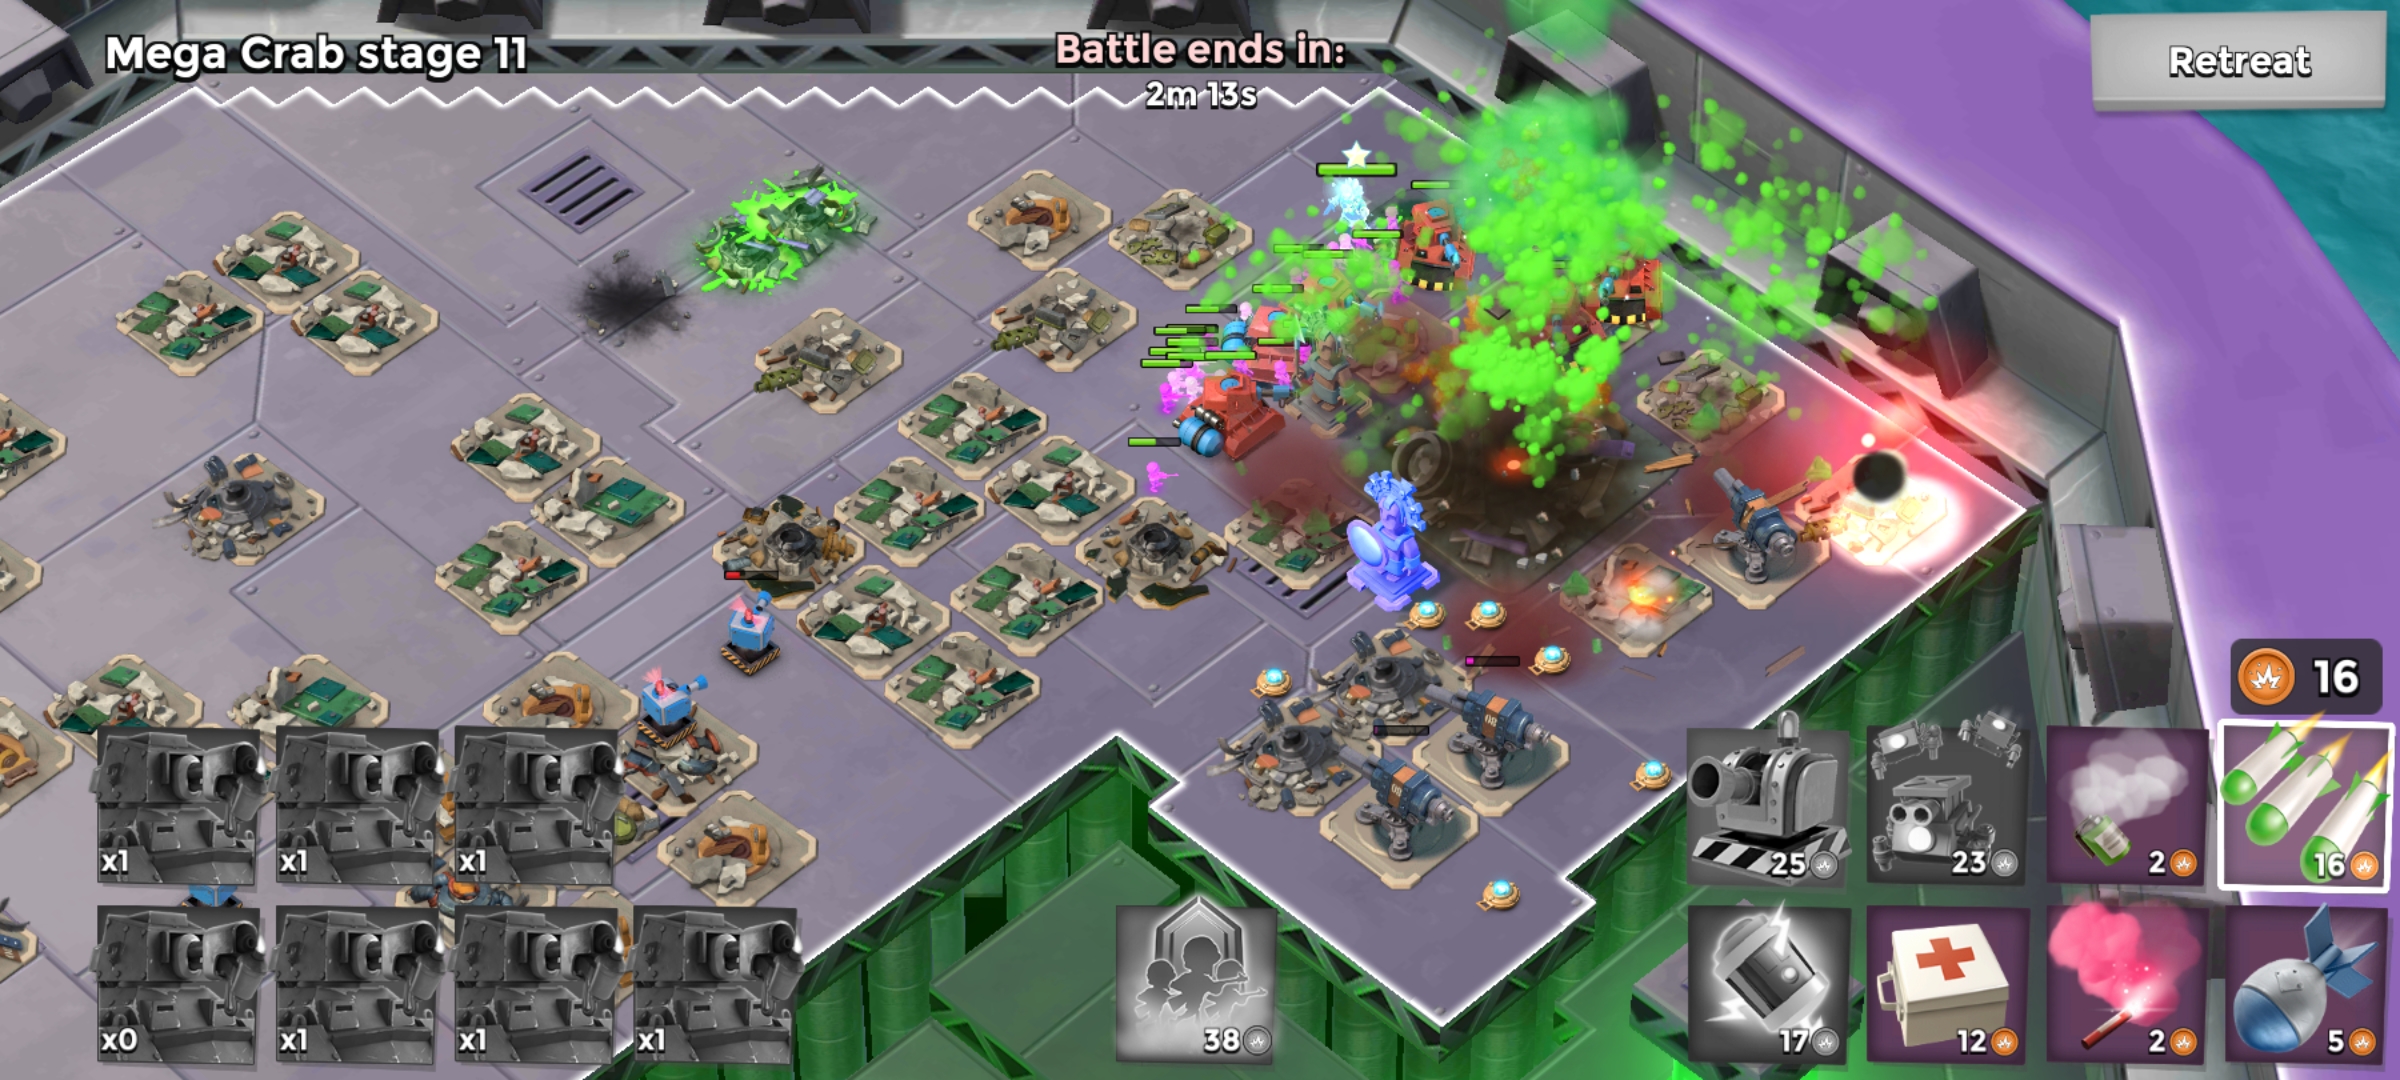 Mega Crab stage 11
Battle ends in:
2m 13s
Retreat
16
x1
x1
x1
25
23
2
16
x0
x1
x1
x1
38
17
12
2
5